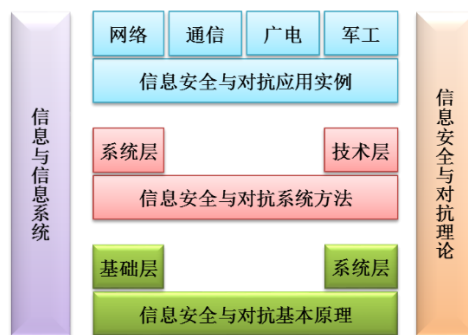 信息与信息系统
网络 通信 广电 军工
信息安全与对抗应用实例
系统层 技术层
信息安全与对抗系统方法
基础层 系统层
信息安全与对抗基本原理
信息安全与对抗理论